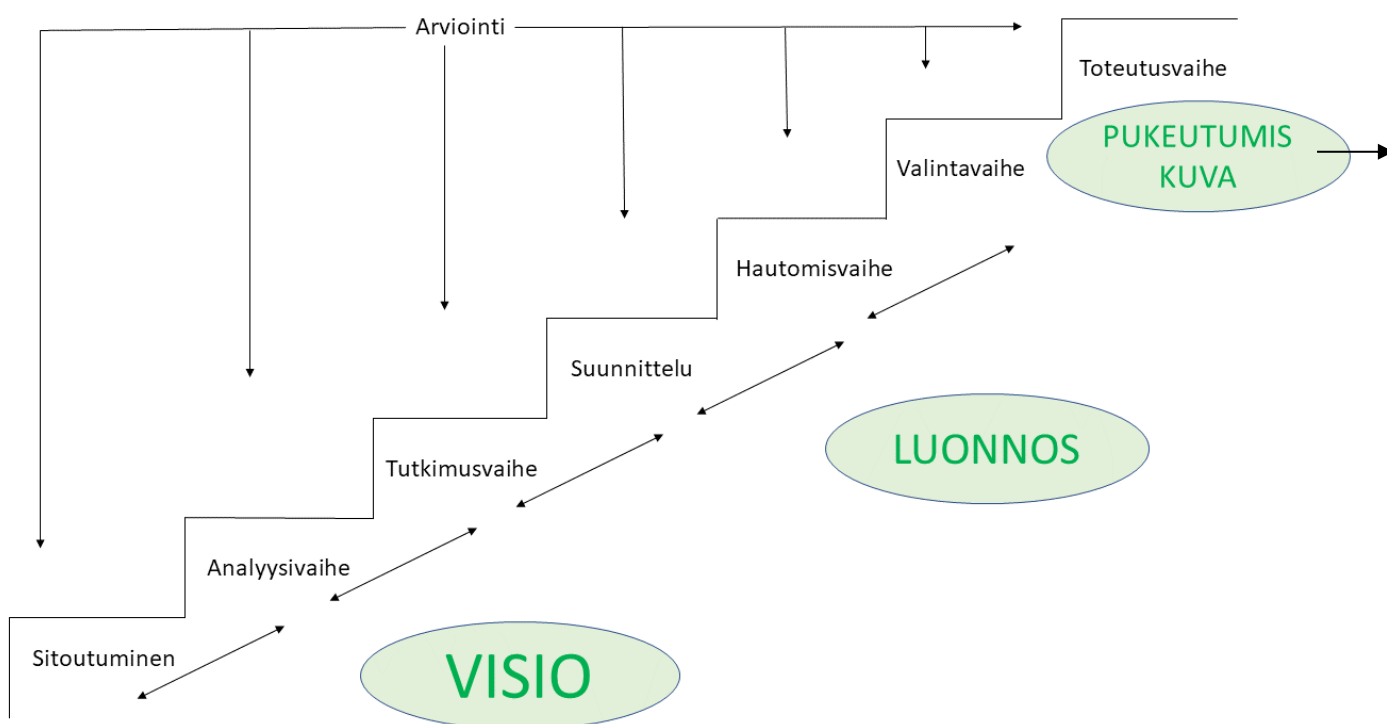 Arviointi
Toteutusvaihe
PUKEUTUMIS
KUVA
Valintavaihe
Hautomisvaihe
Suunnittelu
LUONNOS
Tutkimusvaihe
Analyysivaihe
Sitoutuminen
VISIO